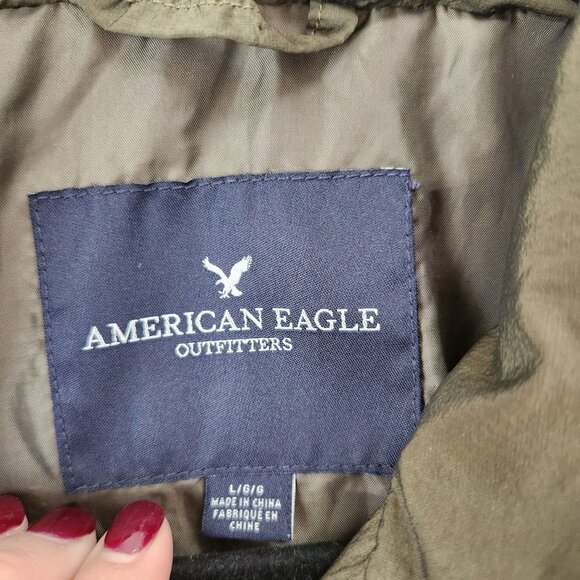 AMERICAN EAGLE
OUTFITTERS
L/G/G
MADE IN CHINA
FABRIQUÉ EN
CHINE